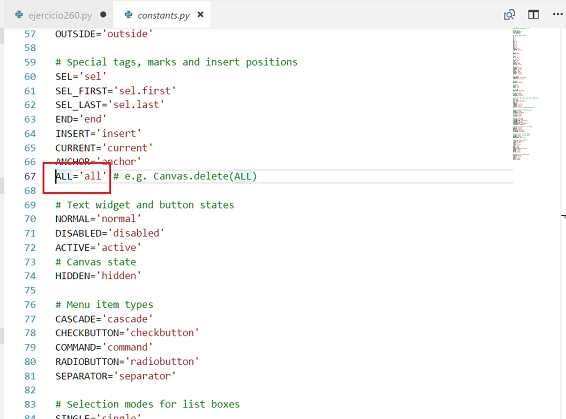 ejercicio260.py constants.py
57 OUTSIDE='outside'
58
59 # Special tags, marks and insert positions
60 SEL='sel'
61 SEL_FIRST='sel.first'
62 SEL_LAST='sel.last'
63 END='end'
64 INSERT='insert'
65 CURRENT='current'
66 ANCHOR='anchor'
67 ALL='all' # e.g. Canvas.delete(ALL)
68
69 # Text widget and button states
70 NORMAL='normal'
71 DISABLED='disabled'
72 ACTIVE='active'
73 # Canvas state
74 HIDDEN='hidden'
75
76 # Menu item types
77 CASCADE='cascade'
78 CHECKBUTTON='checkbutton'
79 COMMAND='command'
80 RADIOBUTTON='radiobutton'
81 SEPARATOR='separator'
82
83 # Selection modes for list boxes
84 SINGLE='single'